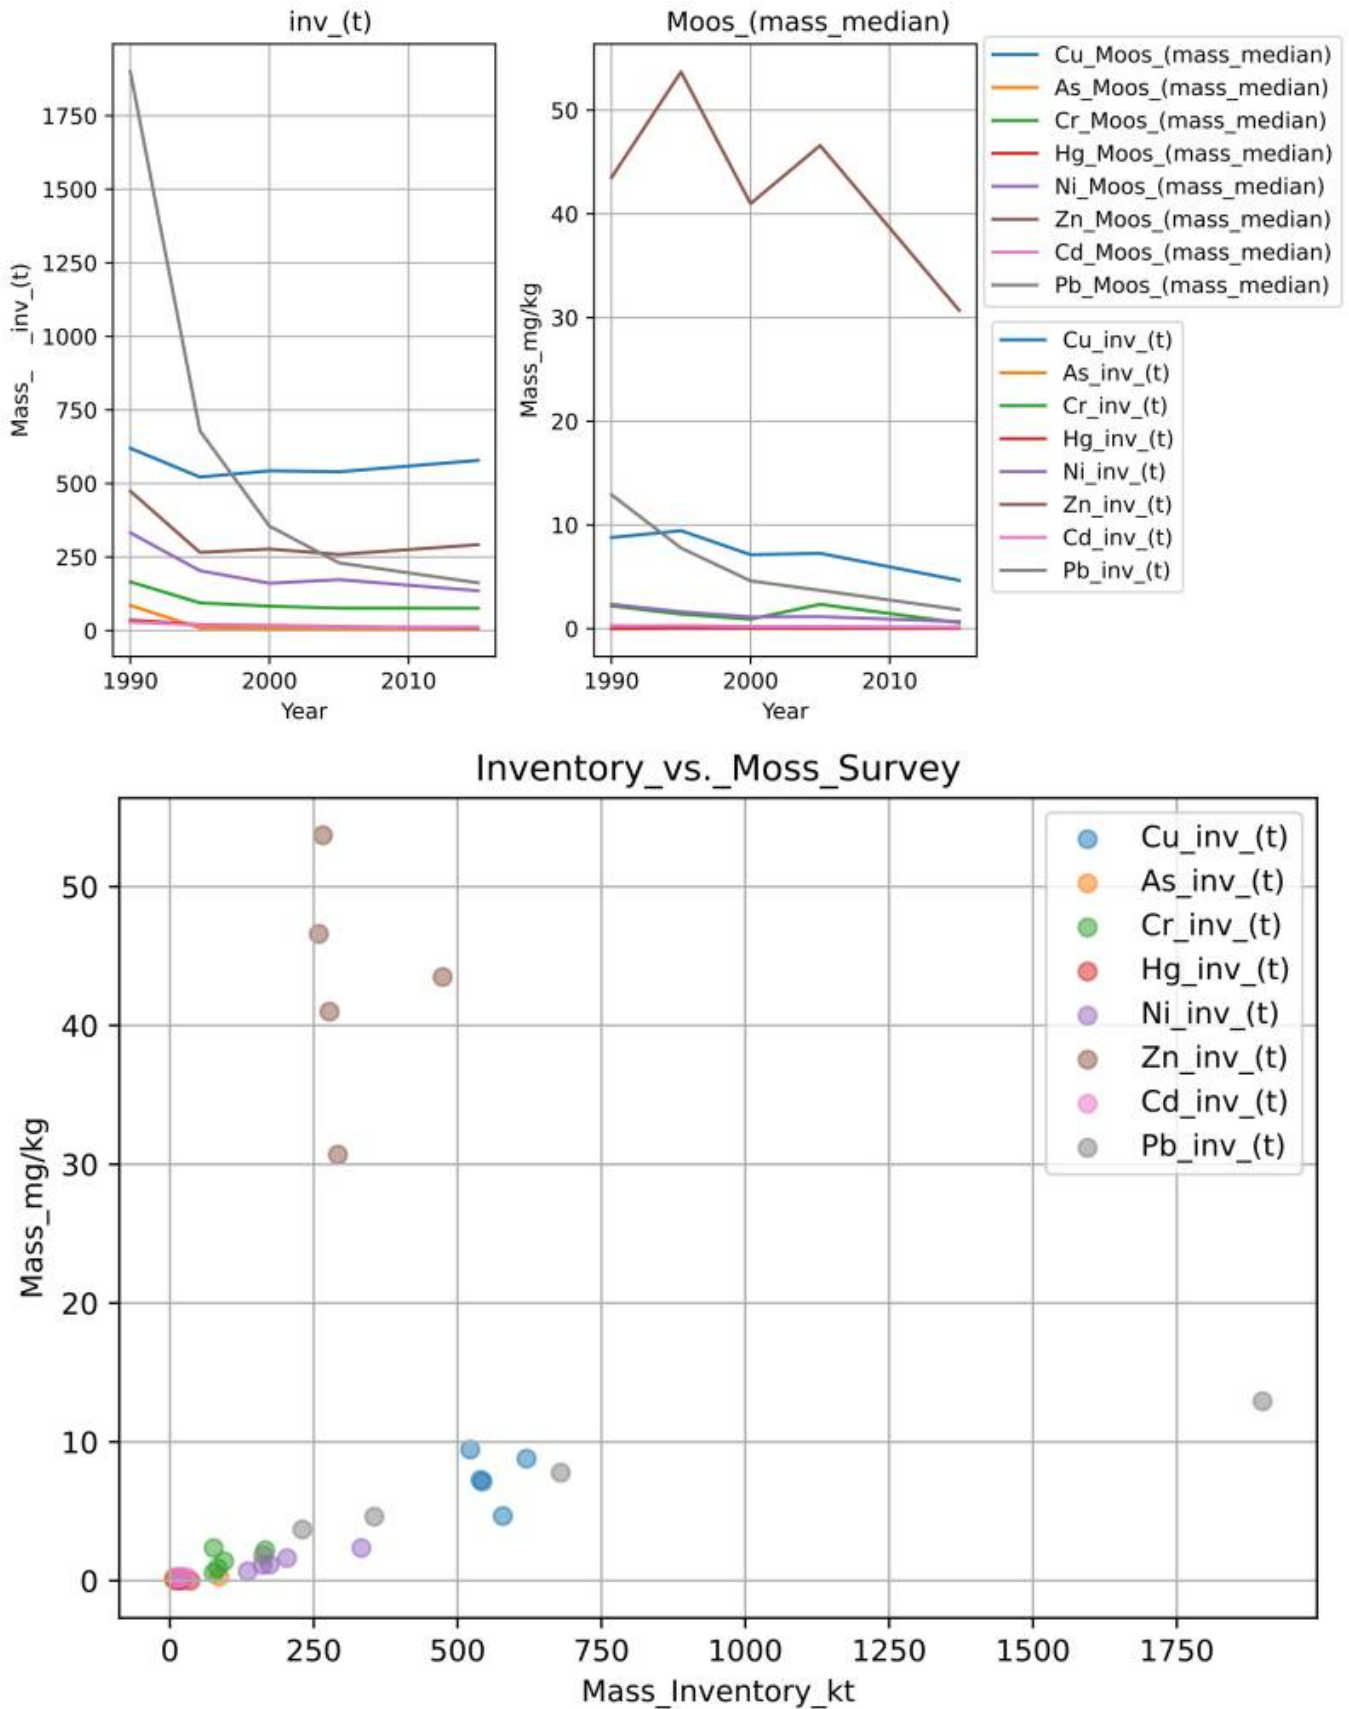 inv_(t)
1750
1500
1250
1000
750
500
250
0
Mass_ _inv_(t)
1990
2000
2010
Year
Moos_(mass_median)
50
40
30
20
10
0
Mass_mg/kg
1990
2000
2010
Year
Cu_Moos_(mass_median)
As_Moos_(mass_median)
Cr_Moos_(mass_median)
Hg_Moos_(mass_median)
Ni_Moos_(mass_median)
Zn_Moos_(mass_median)
Cd_Moos_(mass_median)
Pb_Moos_(mass_median)
Cu_inv_(t)
As_inv_(t)
Cr_inv_(t)
Hg_inv_(t)
Ni_inv_(t)
Zn_inv_(t)
Cd_inv_(t)
Pb_inv_(t)
Inventory_vs._Moss_Survey
50
40
30
20
10
0
Mass_mg/kg
Cu_inv_(t)
As_inv_(t)
Cr_inv_(t)
Hg_inv_(t)
Ni_inv_(t)
Zn_inv_(t)
Cd_inv_(t)
Pb_inv_(t)
0
250
500
750
1000
1250
1500
1750
Mass_Inventory_kt